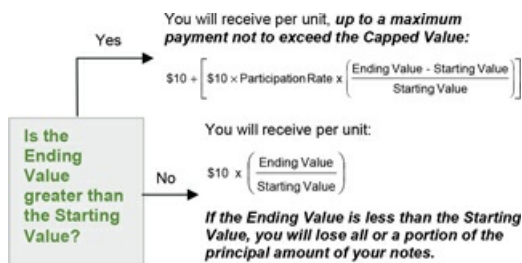 You will receive per unit, up to a maximum
payment not to exceed the Capped Value:
Yes
$10 + [$10 × Participation Rate x (Ending Value - Starting Value / Starting Value)]
Is the
Ending
Value
greater than
the Starting
Value?
No
You will receive per unit:
$10 x (Ending Value / Starting Value)
If the Ending Value is less than the Starting
Value, you will lose all or a portion of the
principal amount of your notes.